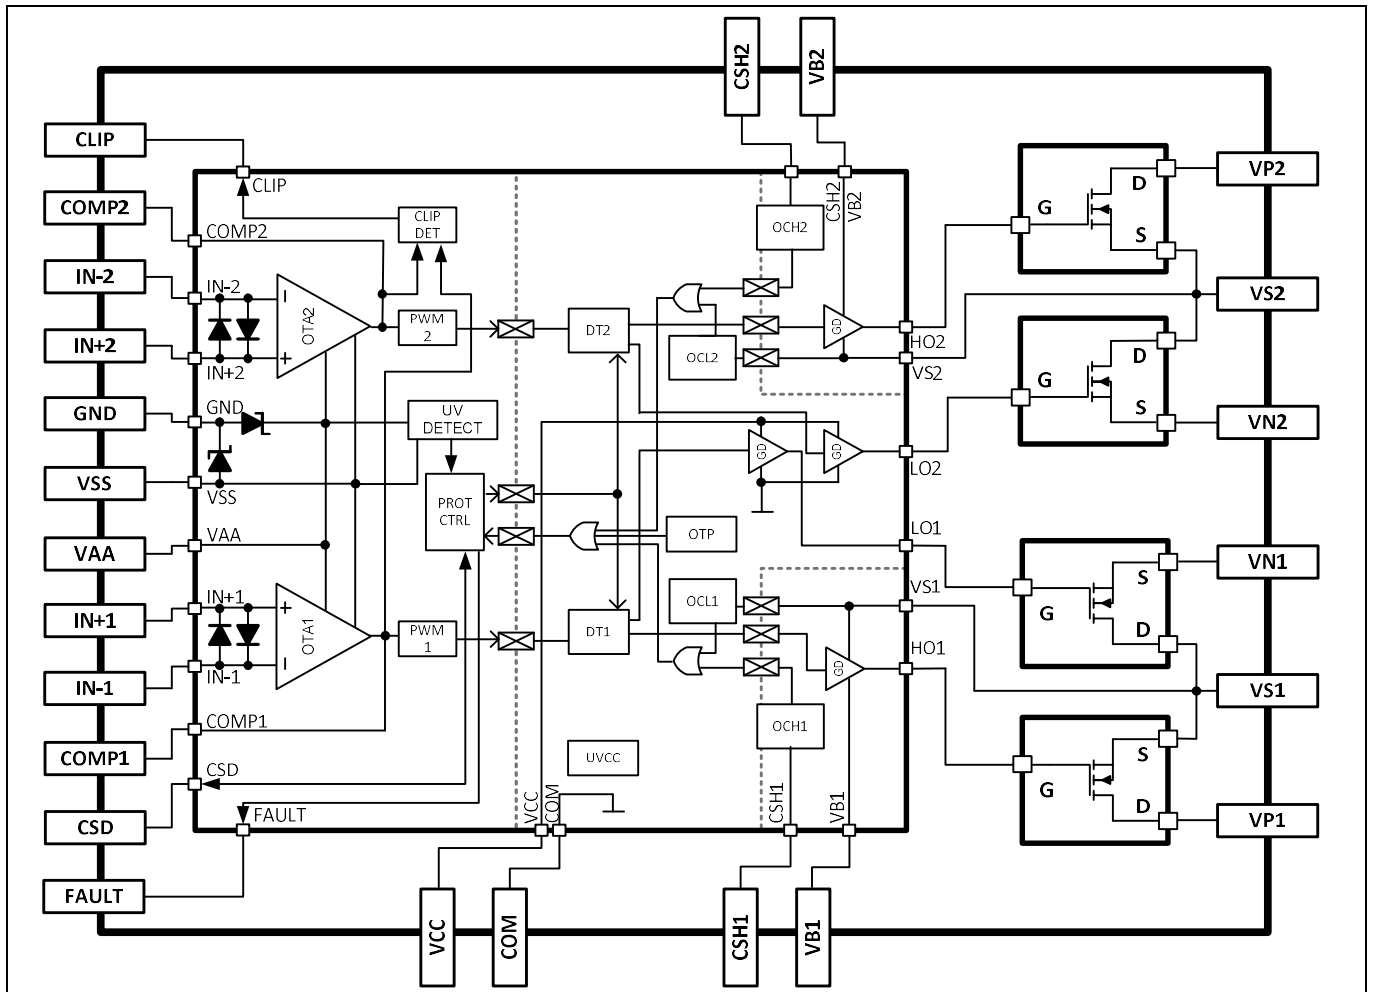 CSH2
VB2
CLIP
COMP2
IN-2
IN+2
GND
VSS
VAA
IN+1
IN-1
COMP1
CSD
FAULT
CLIP
COMP2
IN-2
IN+2
GND
VSS
VAA
IN+1
IN-1
COMP1
CSD
FAULT
OTA2
OTA1
CLIP
DET
PWM
2
UV
DETECT
PROT
CTRL
PWM
1
DT2
DT1
UVCC
VCC
COM
OCH2
CSH2
VB2
OCL2
GD
GD
GD
OTP
OCL1
GD
OCH1
CSH1
VB1
HO2
VS2
LO2
LO1
VS1
HO1
G
D
S
G
D
S
S
G
D
S
G
D
VP2
VS2
VN2
VN1
VS1
VP1
VCC
COM
CSH1
VB1